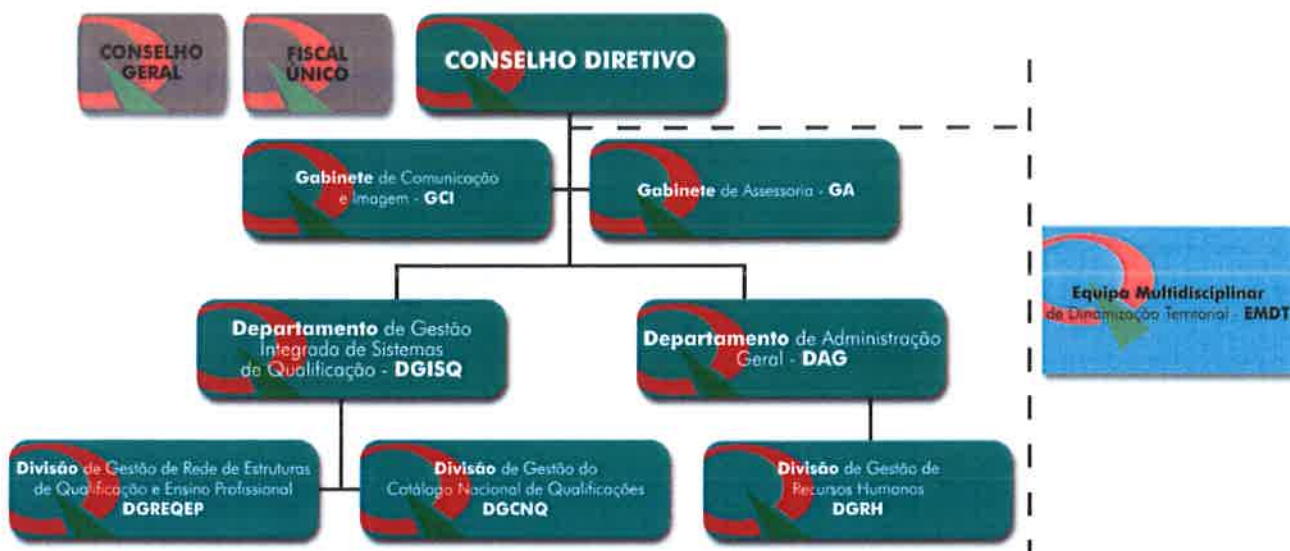 CONSELHO
GERAL
FISCAL
ÚNICO
CONSELHO DIRETIVO
Gabinete de Comunicação
e Imagem - GCI
Gabinete de Assessoria - GA
Equipa Multidisciplinar
de Dinamização Territorial - EMDT
Departamento de Gestão
Integrada de Sistemas
de Qualificação - DGISQ
Departamento de Administração
Geral - DAG
Divisão de Gestão de Rede de Estruturas
de Qualificação e Ensino Profissional
DGREQEP
Divisão de Gestão do
Catálago Nacional de Qualificações
DGCNQ
Divisão de Gestão de
Recursos Humanos
DGRH